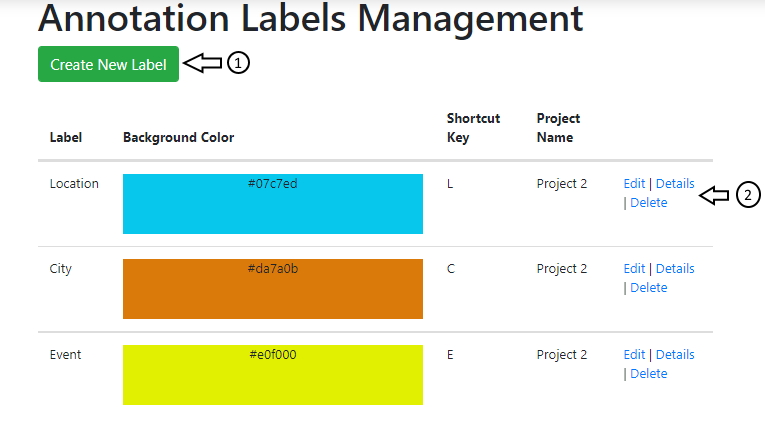 Annotation Labels Management
Create New Label
1
Label Background Color Shortcut Key Project Name
Location #07c7ed L Project 2 Edit | Details
| Delete
2
City #da7a0b C Project 2 Edit | Details
| Delete
Event #e0f000 E Project 2 Edit | Details
| Delete